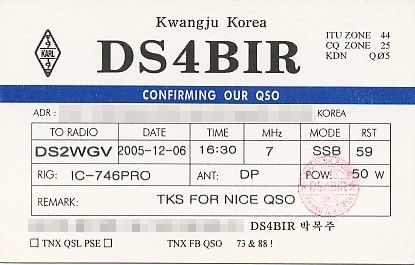 Kwangju Korea
ITU ZONE 44
CQ ZONE 25
KDN QØ5
KARL
DS4BIR
CONFIRMING OUR QSO
ADR : KOREA
TO RADIO DATE TIME MHz MODE RST
DS2WGV 2005-12-06 16:30 7 SSB 59
RIG: IC-746PRO ANT: DP POW: 50 W
REMARK: TKS FOR NICE QSO
DS4BIR
DS4BIR 박복주
TNX QSL PSE TNX FB QSO 73 & 88 !